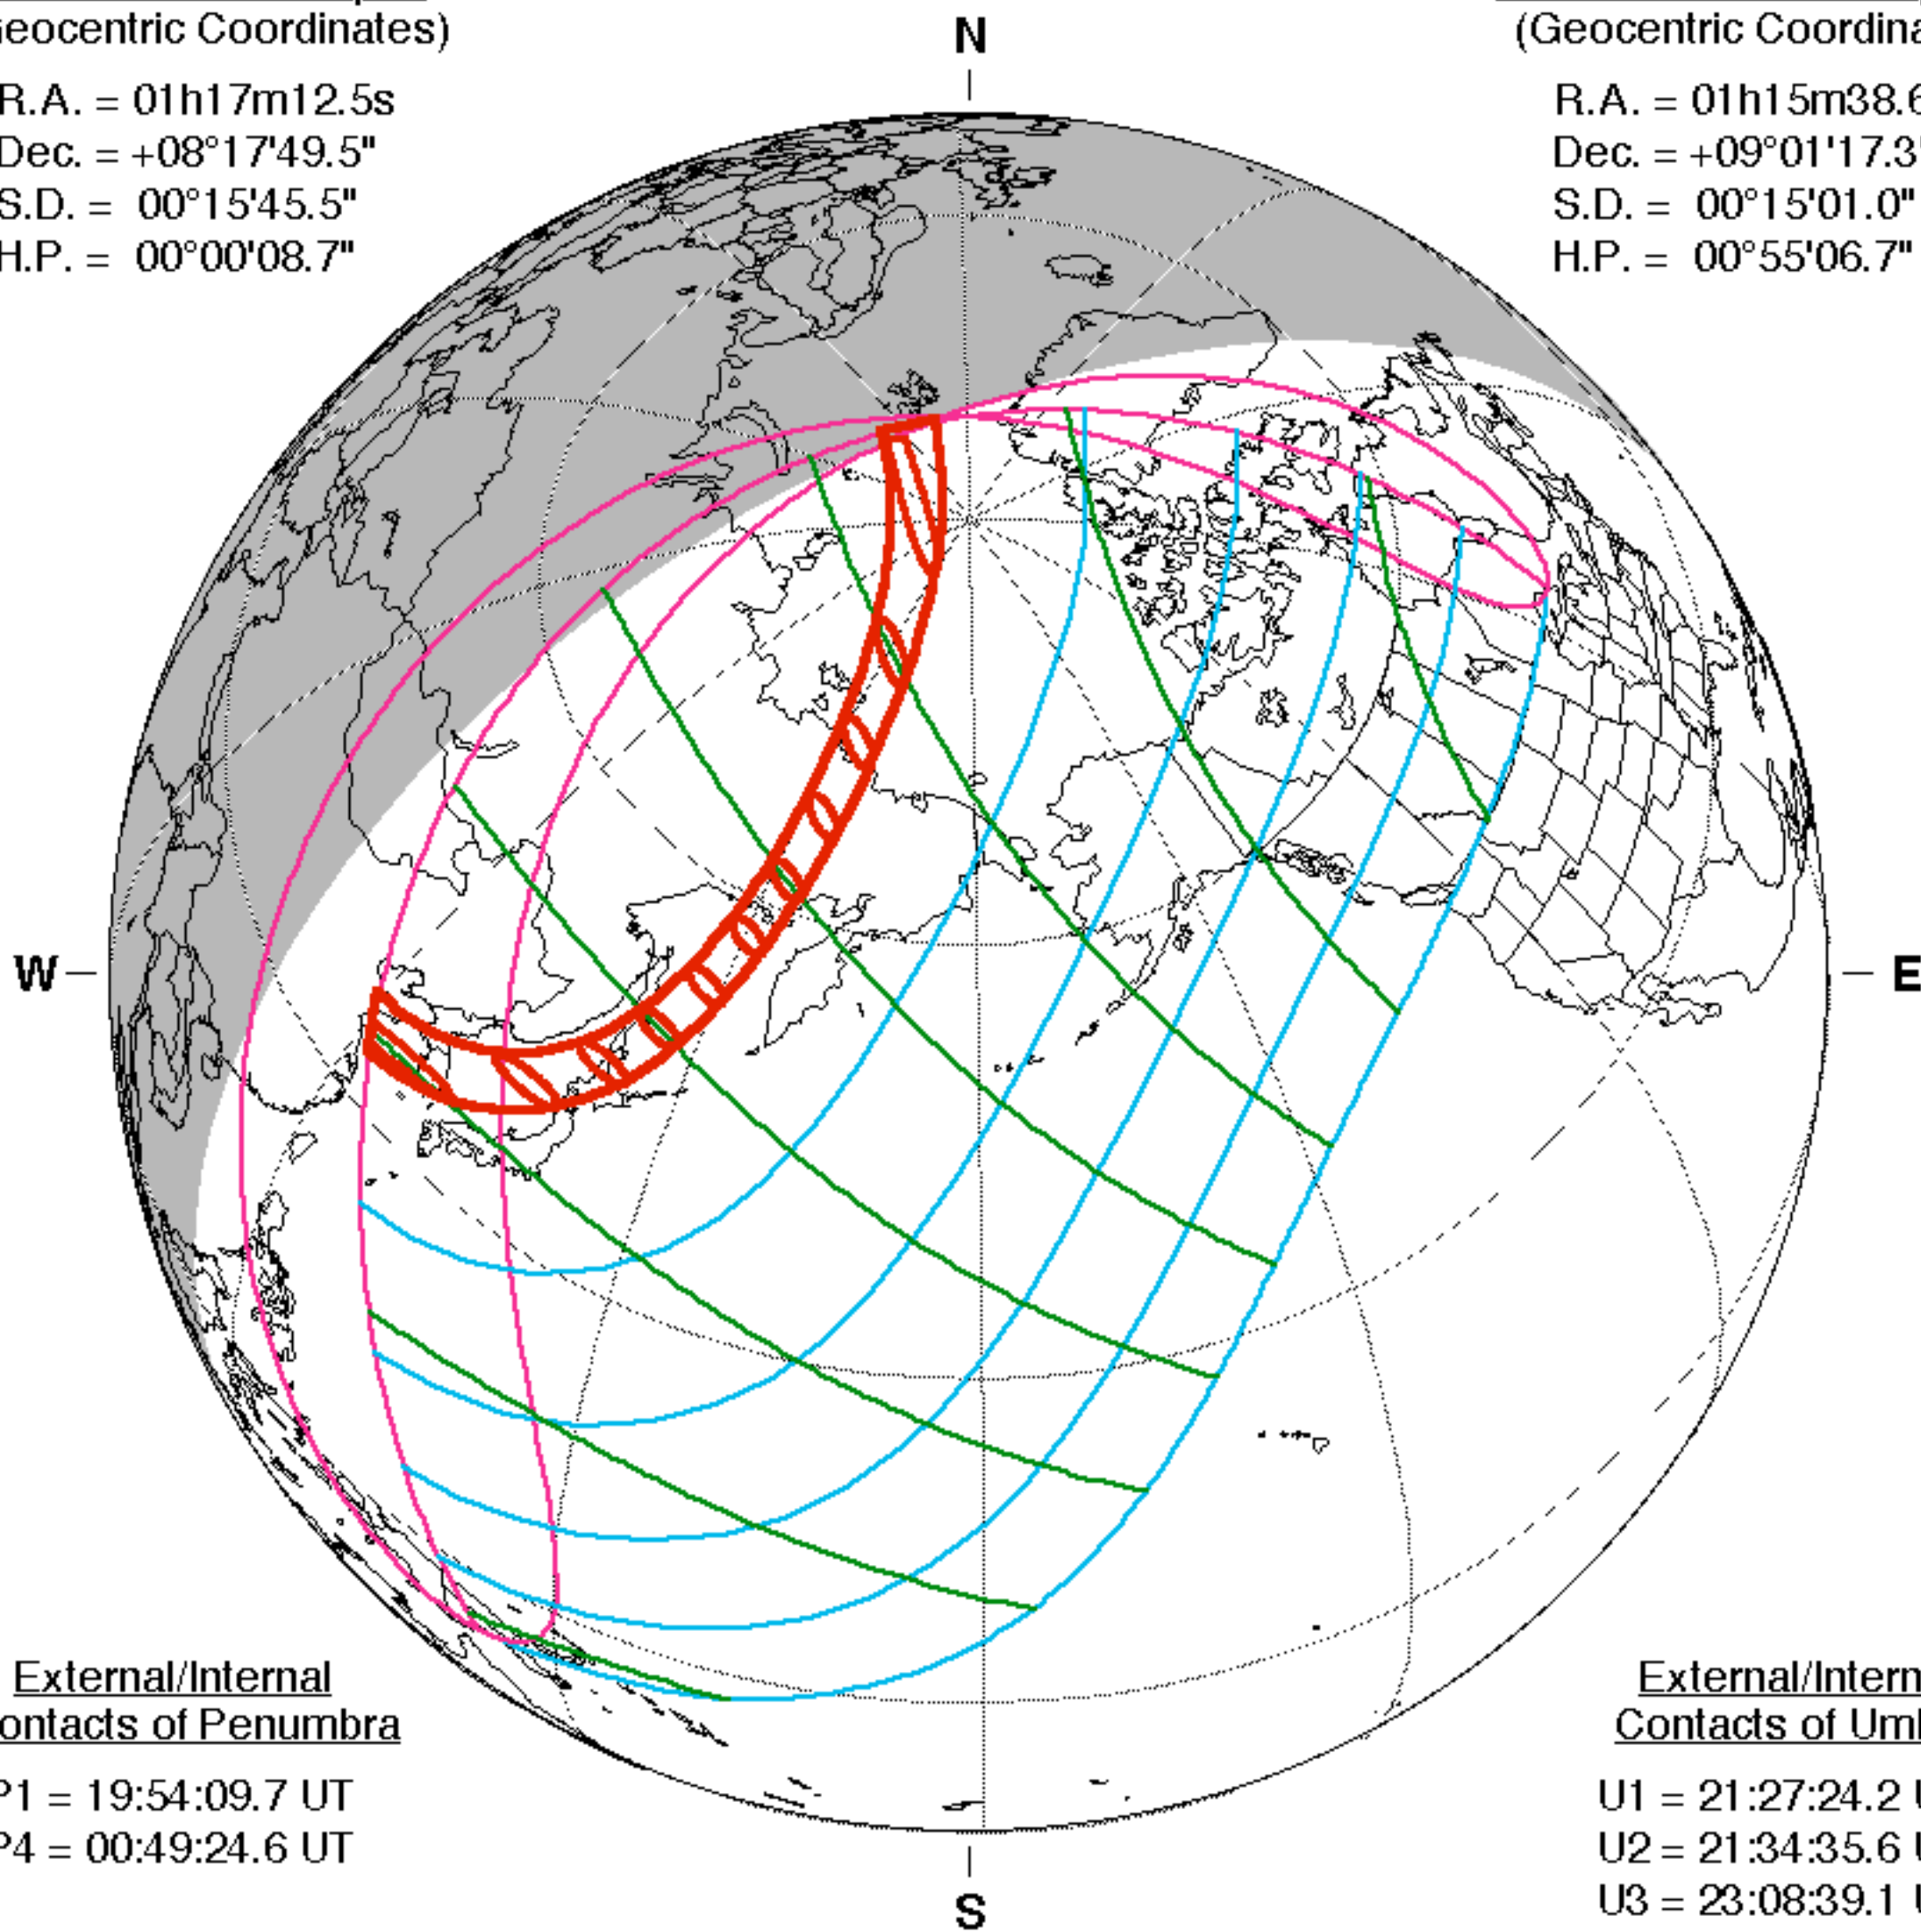 (Geocentric Coordinates)
R.A. = 01h17m12.5s
Dec. = +08°17'49.5"
S.D. = 00°15'45.5"
H.P. = 00°00'08.7"
N
(Geocentric Coordina
R.A. = 01h15m38.6
Dec. = +09°01'17.3"
S.D. = 00°15'01.0"
H.P. = 00°55'06.7"
W
E
External/Internal
ontacts of Penumbra
P1 = 19:54:09.7 UT
P4 = 00:49:24.6 UT
External/Intern
Contacts of Um
U1 = 21:27:24.2 U
U2 = 21:34:35.6 U
U3 = 23:08:39.1 U
S